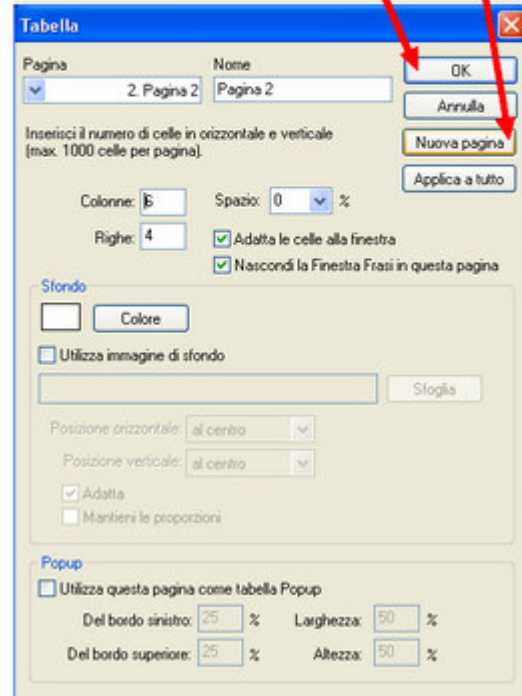 Tabella
Pagina Nome
2. Pagina 2 Pagina 2
OK
Annulla
Nuova pagina
Applica a tutto
Inserisci il numero di celle in orizzontale e verticale
(max. 1000 celle per pagina).
Colonne: 6 Spazio: 0 %
Righe: 4 Adatta le celle alla finestra
Nascondi la Finestra Frasi in questa pagina
Sfondo
Colore
Utilizza immagine di sfondo
Sfoglia
Posizione orizzontale: al centro
Posizione verticale: al centro
Adatta
Mantieni le proporzioni
Popup
Utilizza questa pagina come tabella Popup
Del bordo sinistro: 25 % Larghezza: 50 %
Del bordo superiore: 25 % Altezza: 50 %